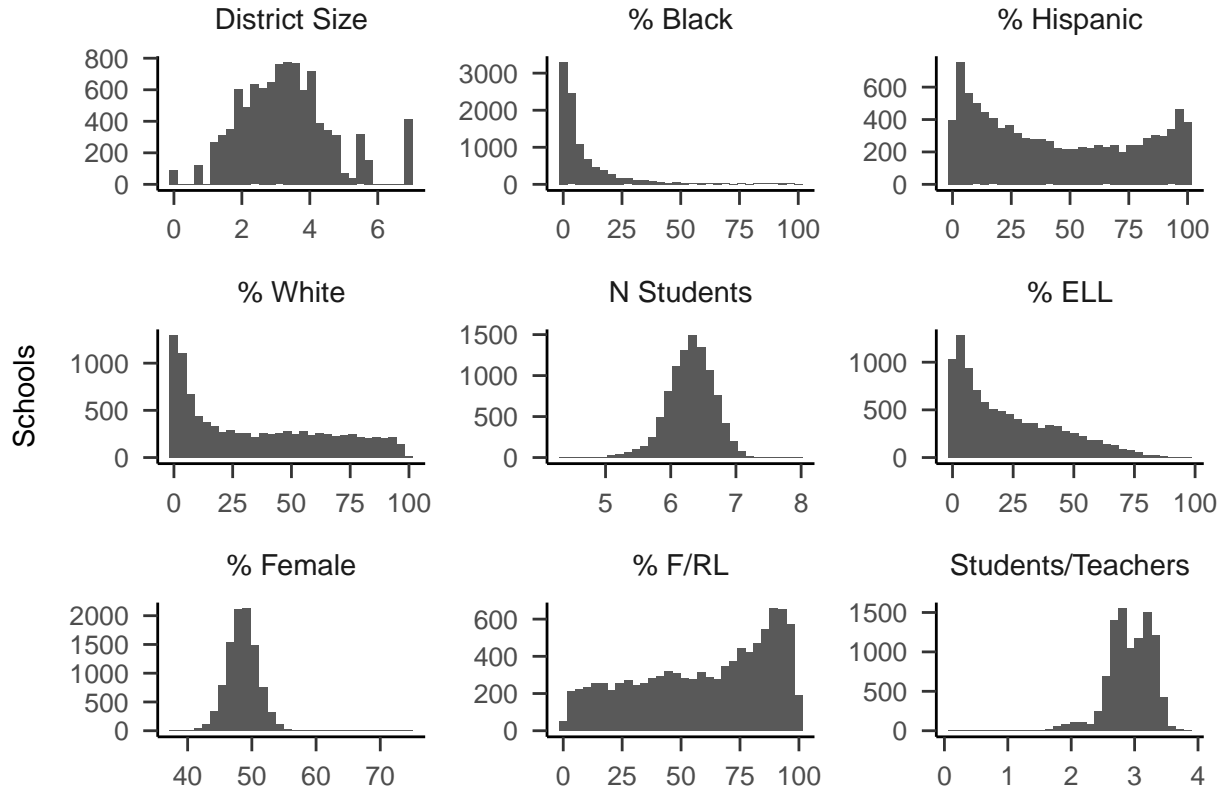 District Size
% Black
% Hispanic
800
600
400
200
0
0 2 4 6
3000
2000
1000
0
0 25 50 75 100
600
400
200
0
0 25 50 75 100
Schools
% White
N Students
% ELL
1000
500
0
0 25 50 75 100
1500
1000
500
0
5 6 7 8
1000
500
0
0 25 50 75 100
% Female
% F/RL
Students/Teachers
2000
1500
1000
500
0
40 50 60 70
600
400
200
0
0 25 50 75 100
1500
1000
500
0
0 1 2 3 4